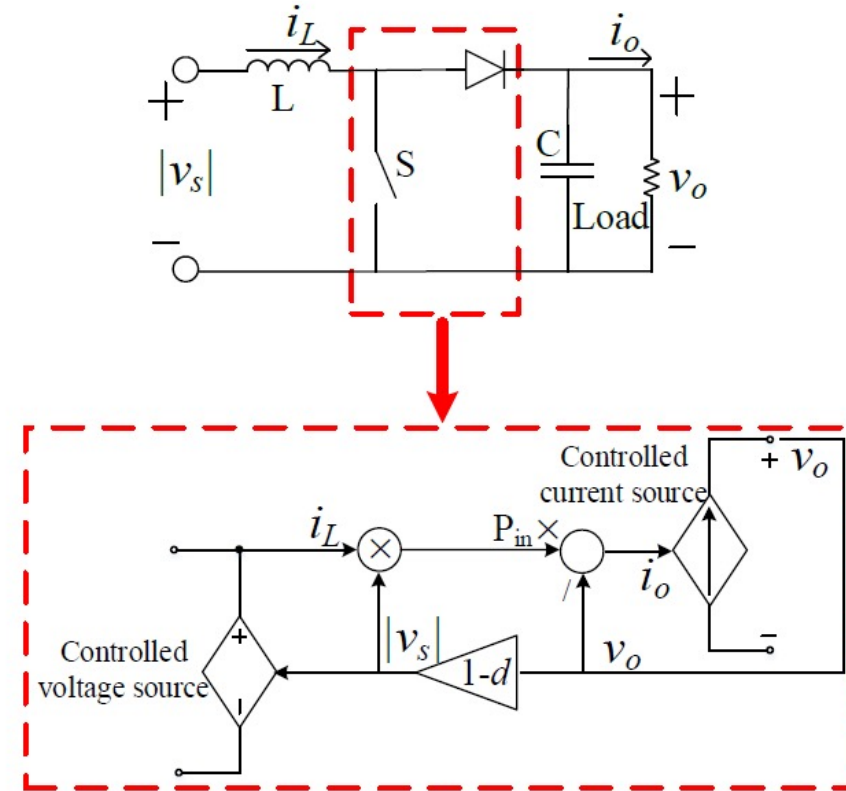 i_L
i_o
+
L
+
|v_s|
S
C
v_o
−
Load
−
Controlled
current source
+
v_o
i_L
×
P_in
×
/
i_o
−
Controlled
voltage source
+
−
|v_s|
1-d
v_o